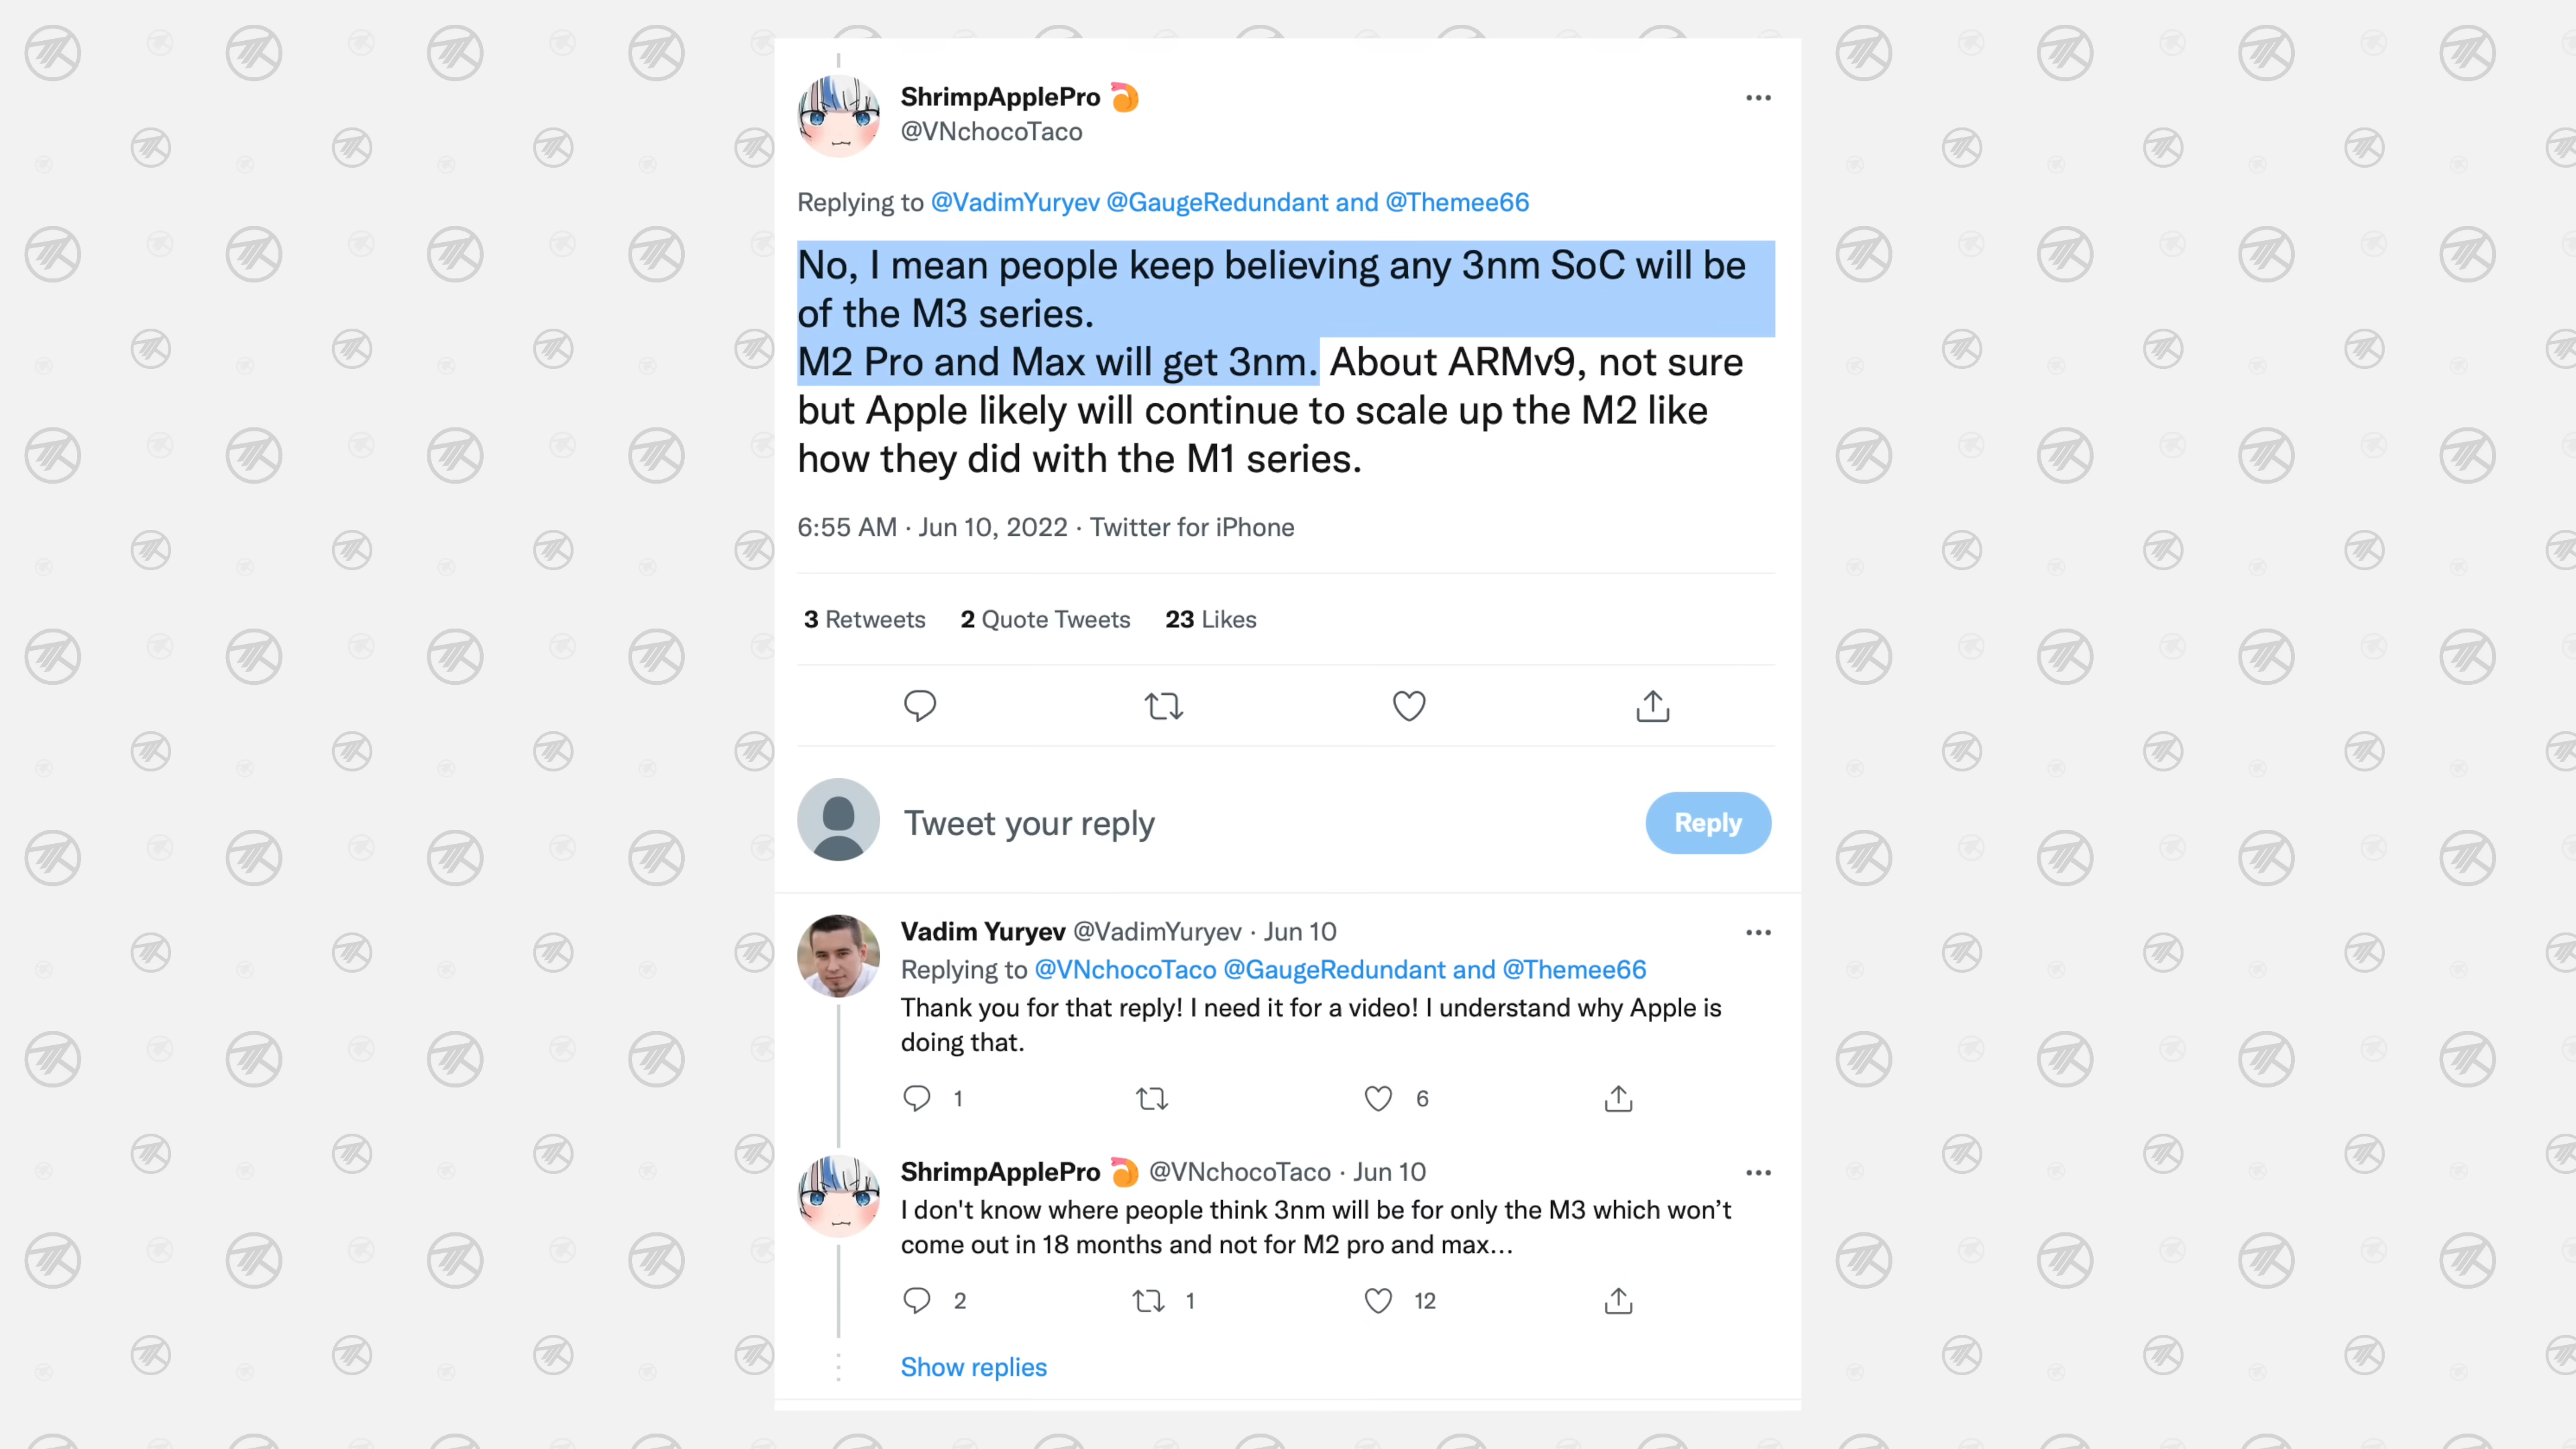 ShrimpApplePro 🦐
@VNchocoTaco
Replying to @VadimYuryev @GaugeRedundant and @Themee66
No, I mean people keep believing any 3nm SoC will be
of the M3 series.
M2 Pro and Max will get 3nm. About ARMv9, not sure
but Apple likely will continue to scale up the M2 like
how they did with the M1 series.
6:55 AM · Jun 10, 2022 · Twitter for iPhone
3 Retweets 2 Quote Tweets 23 Likes
Tweet your reply
Reply
Vadim Yuryev @VadimYuryev · Jun 10
Replying to @VNchocoTaco @GaugeRedundant and @Themee66
Thank you for that reply! I need it for a video! I understand why Apple is
doing that.
1 6
ShrimpApplePro 🦐 @VNchocoTaco · Jun 10
I don't know where people think 3nm will be for only the M3 which won’t
come out in 18 months and not for M2 pro and max...
2 1 12
Show replies